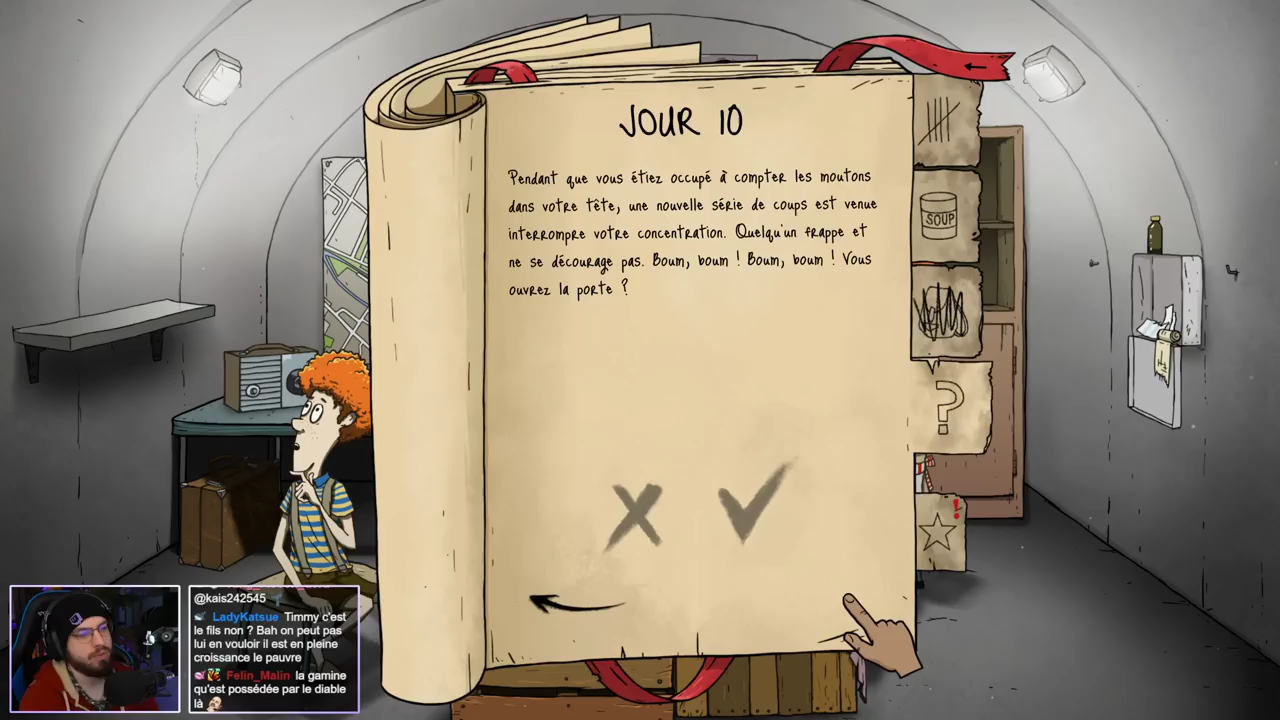 JOUR 10
Pendant que vous étiez occupé à compter les moutons
dans votre tête, une nouvelle série de coups est venue
interrompre votre concentration. Quelqu'un frappe et
ne se décourage pas. Boum, boum ! Boum, boum ! Vous
ouvrez la porte ?
SOUP
?
!
@kais242545
LadyKatsue Timmy c'est
le fils non ? Bah on peut pas
lui en vouloir il est en pleine
croissance le pauvre
Felin_Malin la gamine
qu'est possédée par le diable
là